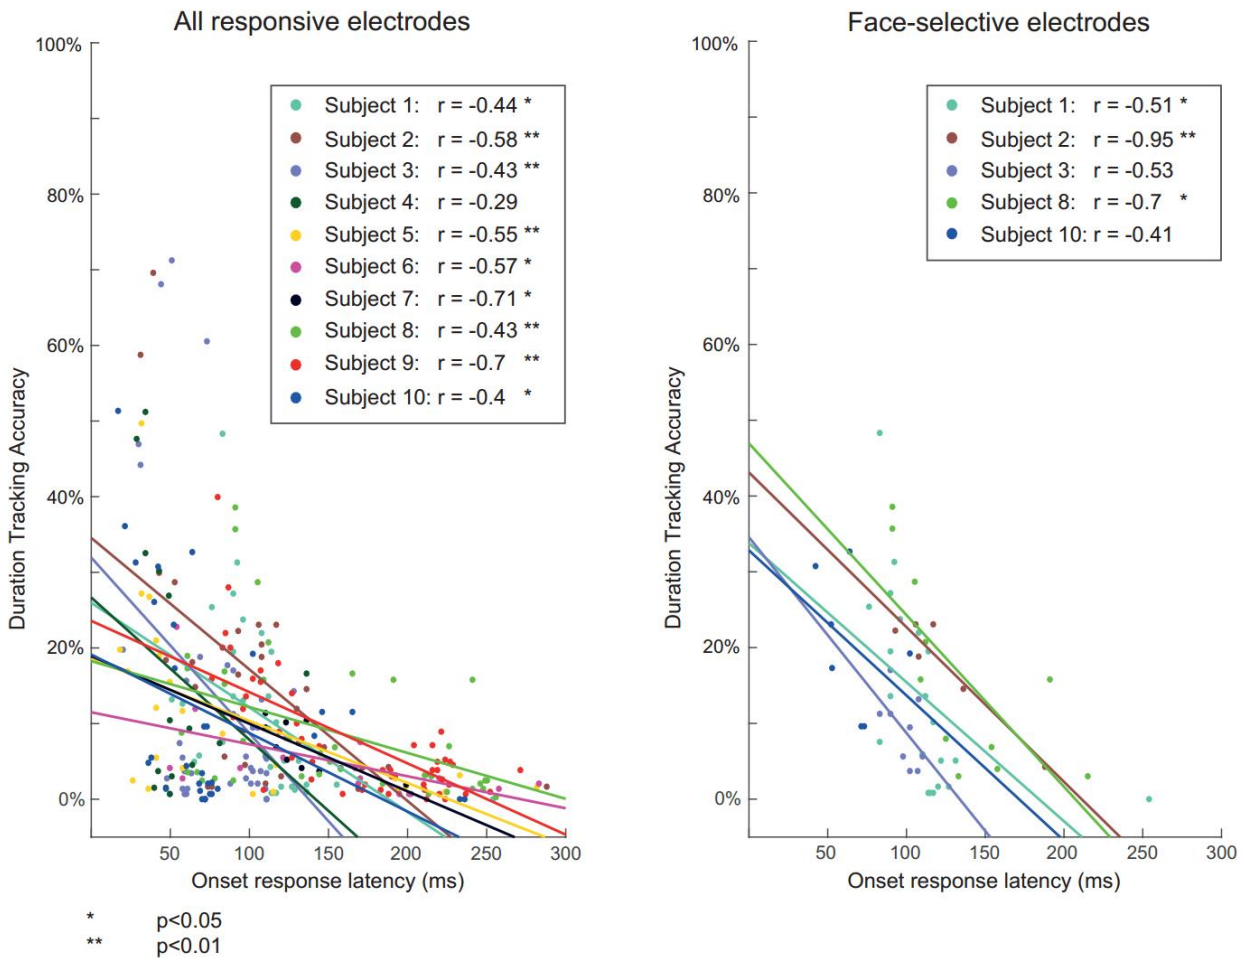 All responsive electrodes
100%
80%
60%
40%
20%
0%
Duration Tracking Accuracy
Subject 1: r = -0.44 *
Subject 2: r = -0.58 **
Subject 3: r = -0.43 **
Subject 4: r = -0.29
Subject 5: r = -0.55 **
Subject 6: r = -0.57 *
Subject 7: r = -0.71 *
Subject 8: r = -0.43 **
Subject 9: r = -0.7 **
Subject 10: r = -0.4 *
50 100 150 200 250 300
Onset response latency (ms)
* p<0.05
** p<0.01
Face-selective electrodes
100%
80%
60%
40%
20%
0%
Duration Tracking Accuracy
Subject 1: r = -0.51 *
Subject 2: r = -0.95 **
Subject 3: r = -0.53
Subject 8: r = -0.7 *
Subject 10: r = -0.41
50 100 150 200 250 300
Onset response latency (ms)